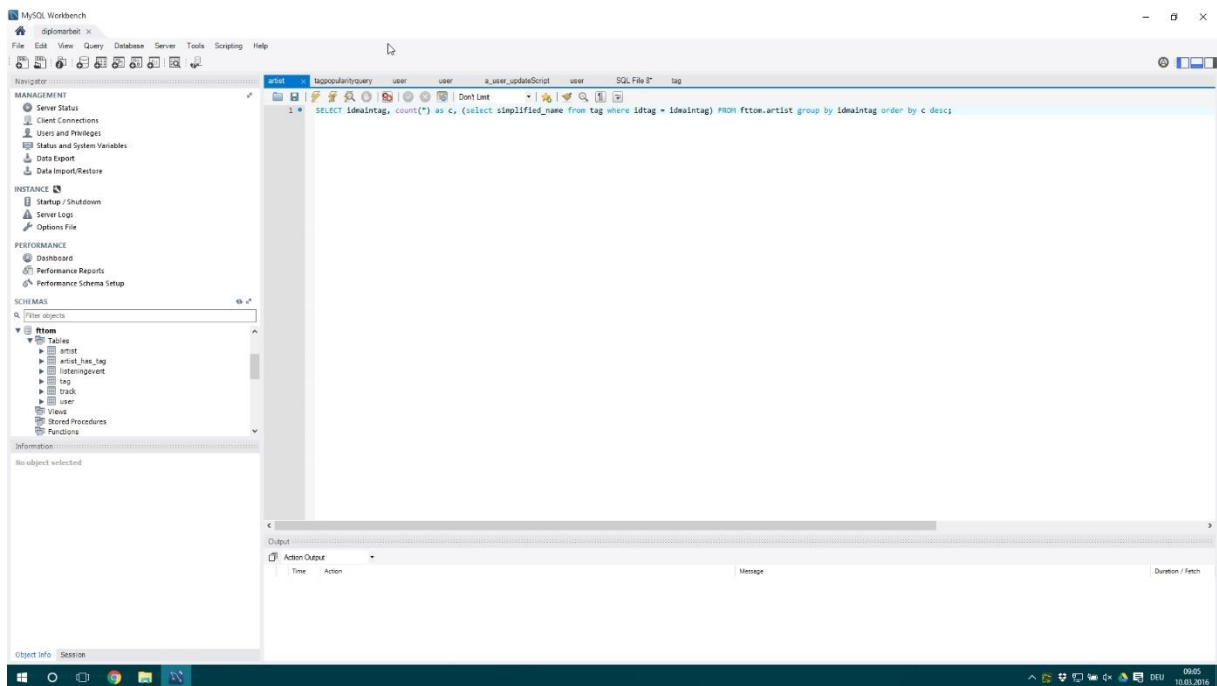 MySQL Workbench
diplomarbeit ×
File Edit View Query Database Server Tools Scripting Help
Navigator
artist × tagpopularityquery user user a_user_updateScript user SQL File 8* tag
MANAGEMENT
Server Status
Client Connections
Users and Privileges
Status and System Variables
Data Export
Data Import/Restore
Don't Limit
1 SELECT idmaintag, count(*) as c, (select simplified_name from tag where idtag = idmaintag) FROM fttom.artist group by idmaintag order by c desc;
INSTANCE
Startup / Shutdown
Server Logs
Options File
PERFORMANCE
Dashboard
Performance Reports
Performance Schema Setup
SCHEMAS
Filter objects
fttom
Tables
artist
artist_has_tag
listeningevent
tag
track
user
Views
Stored Procedures
Functions
Information
No object selected
Output
Action Output
Time Action Message Duration / Fetch
Object Info Session
DEU 09:05
10.03.2016